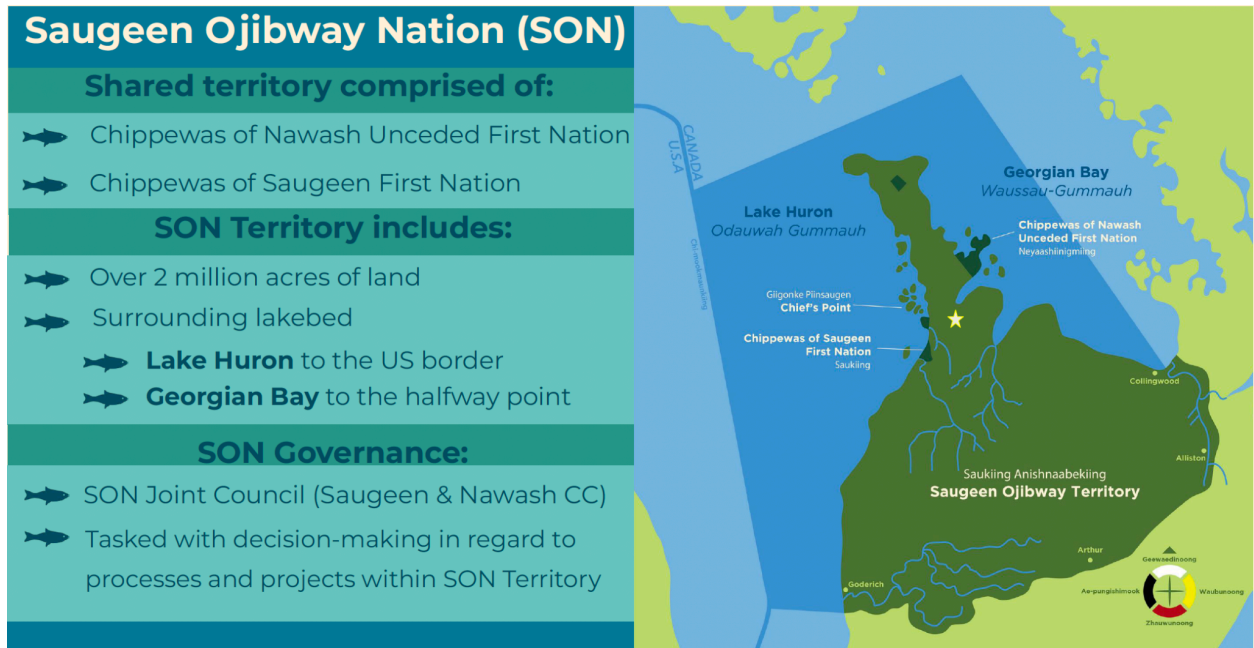 Saugeen Ojibway Nation (SON)
Shared territory comprised of:
Chippewas of Nawash Unceded First Nation
Chippewas of Saugeen First Nation
SON Territory includes:
Over 2 million acres of land
Surrounding lakebed
Lake Huron to the US border
Georgian Bay to the halfway point
SON Governance:
SON Joint Council (Saugeen & Nawash CC)
Tasked with decision-making in regard to
processes and projects within SON Territory
CANADA
U.S.A
Georgian Bay
Waussau-Gummauh
Lake Huron
Odauwah Gummauh
Chippewas of Nawash
Unceded First Nation
Neyaashiinigmiing
Giigonke Piinsaugen
Chief's Point
Chippewas of Saugeen
First Nation
Saukiing
Collingwood
Alliston
Saukiing Anishnaabekiing
Saugeen Ojibway Territory
Arthur
Goderich
Geewaedinoong
Ae-pungishimook
Waubunoong
Zhauwunoong